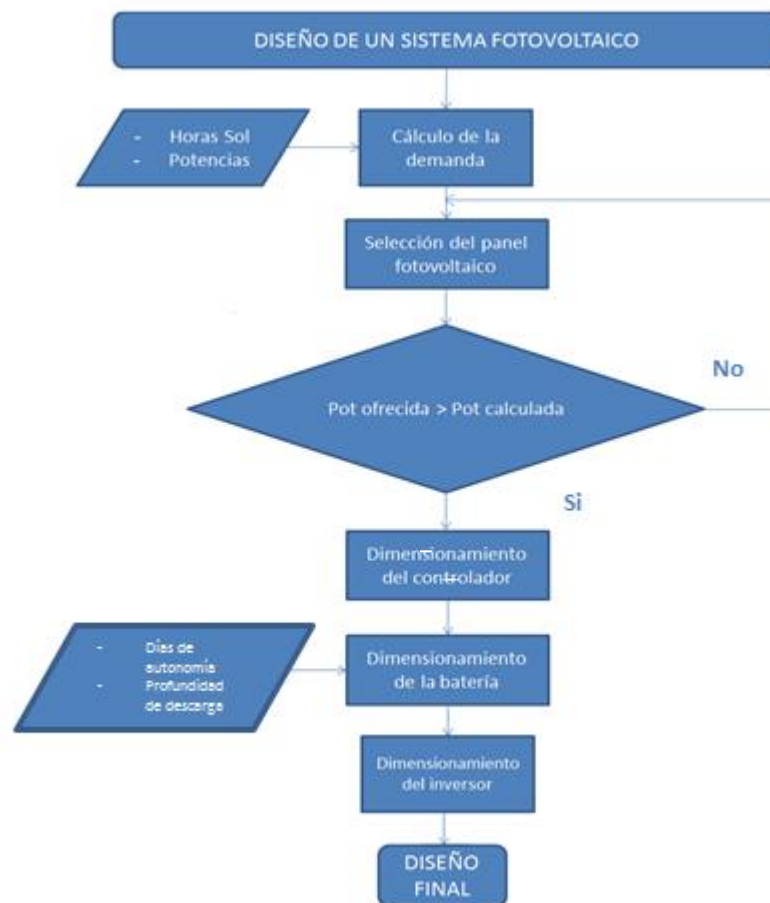 DISEÑO DE UN SISTEMA FOTOVOLTAICO
- Horas Sol
- Potencias
Cálculo de la
demanda
Selección del panel
fotovoltaico
Pot ofrecida > Pot calculada
No
Si
Dimensionamiento
del controlador
- Días de
autonomía
- Profundidad
de descarga
Dimensionamiento
de la batería
Dimensionamiento
del inversor
DISEÑO
FINAL